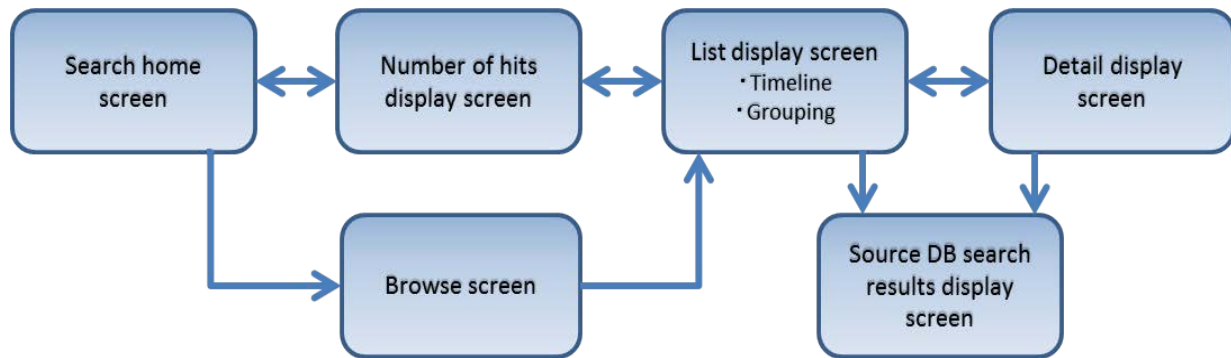 Search home
screen
Number of hits
display screen
List display screen
・Timeline
・Grouping
Detail display
screen
Browse screen
Source DB search
results display
screen